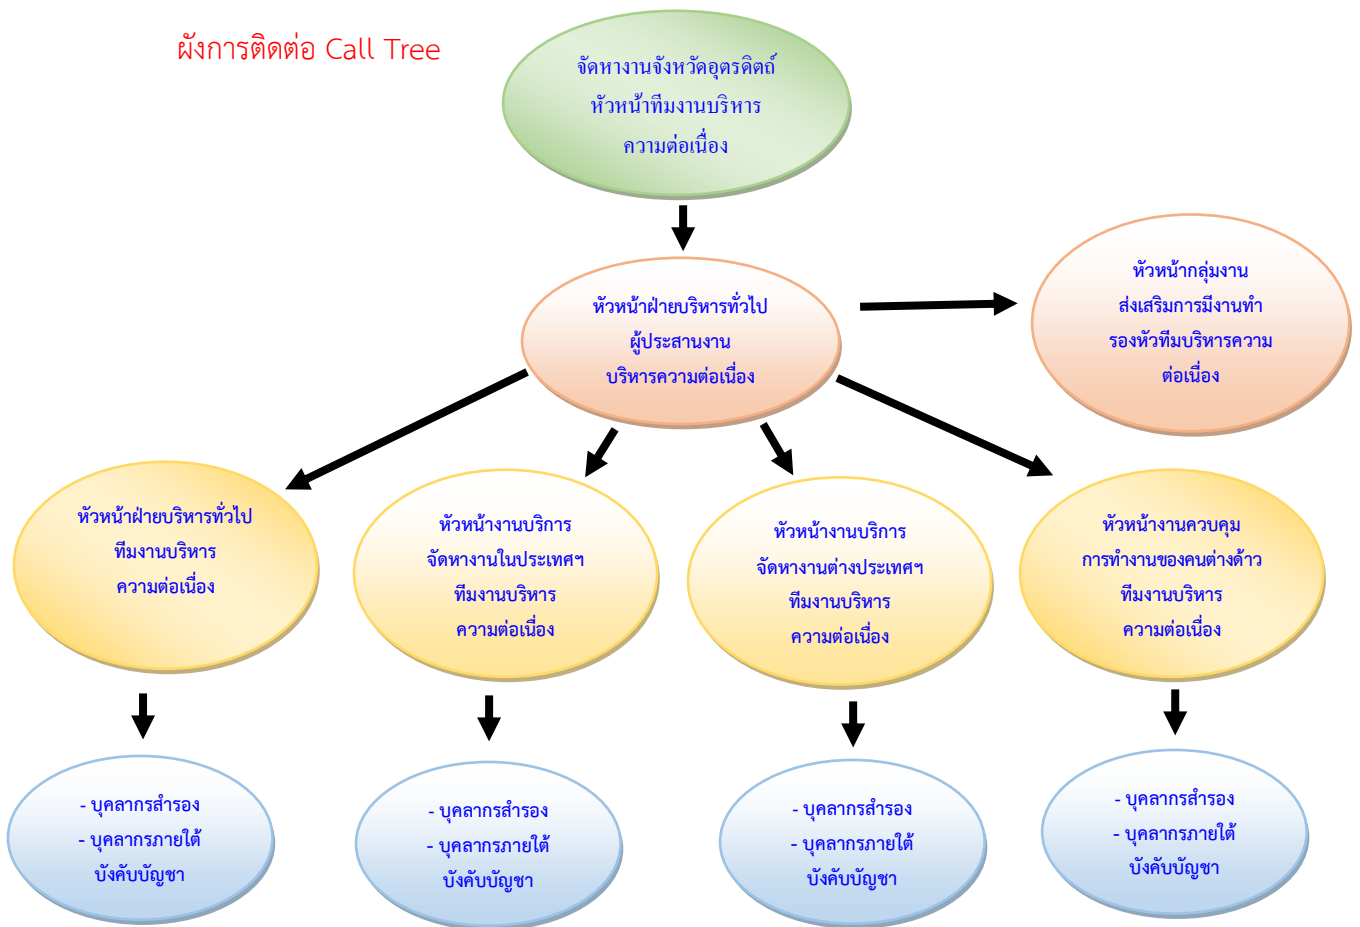 ผังการติดต่อ Call Tree
จัดหางานจังหวัดอุตรดิตถ์
หัวหน้าทีมงานบริหาร
ความต่อเนื่อง
หัวหน้าฝ่ายบริหารทั่วไป
ผู้ประสานงาน
บริหารความต่อเนื่อง
หัวหน้ากลุ่มงาน
ส่งเสริมการมีงานทำ
รองหัวทีมบริหารความ
ต่อเนื่อง
หัวหน้าฝ่ายบริหารทั่วไป
ทีมงานบริหาร
ความต่อเนื่อง
หัวหน้างานบริการ
จัดหางานในประเทศฯ
ทีมงานบริหาร
ความต่อเนื่อง
หัวหน้างานบริการ
จัดหางานต่างประเทศฯ
ทีมงานบริหาร
ความต่อเนื่อง
หัวหน้างานควบคุม
การทำงานของคนต่างด้าว
ทีมงานบริหาร
ความต่อเนื่อง
- บุคลากรสำรอง
- บุคลากรภายใต้
บังคับบัญชา
- บุคลากรสำรอง
- บุคลากรภายใต้
บังคับบัญชา
- บุคลากรสำรอง
- บุคลากรภายใต้
บังคับบัญชา
- บุคลากรสำรอง
- บุคลากรภายใต้
บังคับบัญชา